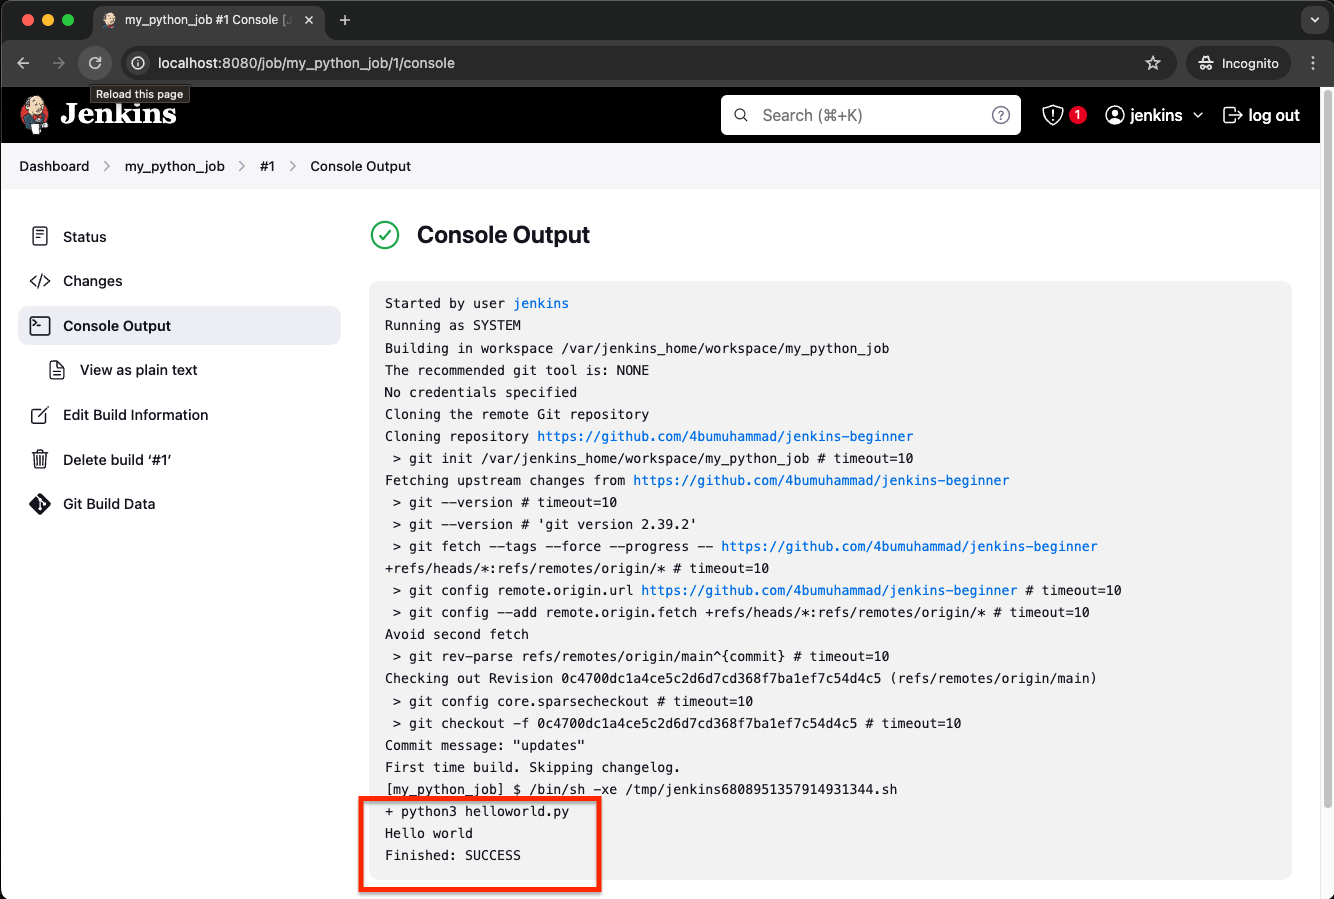 my_python_job #1 Console [J
localhost:8080/job/my_python_job/1/console
Incognito
Reload this page
Jenkins
Search (⌘+K)
1
jenkins
log out
Dashboard
my_python_job
#1
Console Output
Status
Changes
Console Output
View as plain text
Edit Build Information
Delete build ‘#1’
Git Build Data
Console Output
Started by user jenkins
Running as SYSTEM
Building in workspace /var/jenkins_home/workspace/my_python_job
The recommended git tool is: NONE
No credentials specified
Cloning the remote Git repository
Cloning repository https://github.com/4bumuhammad/jenkins-beginner
> git init /var/jenkins_home/workspace/my_python_job # timeout=10
Fetching upstream changes from https://github.com/4bumuhammad/jenkins-beginner
> git --version # timeout=10
> git --version # 'git version 2.39.2'
> git fetch --tags --force --progress -- https://github.com/4bumuhammad/jenkins-beginner
+refs/heads/*:refs/remotes/origin/* # timeout=10
> git config remote.origin.url https://github.com/4bumuhammad/jenkins-beginner # timeout=10
> git config --add remote.origin.fetch +refs/heads/*:refs/remotes/origin/* # timeout=10
Avoid second fetch
> git rev-parse refs/remotes/origin/main^{commit} # timeout=10
Checking out Revision 0c4700dc1a4ce5c2d6d7cd368f7ba1ef7c54d4c5 (refs/remotes/origin/main)
> git config core.sparsecheckout # timeout=10
> git checkout -f 0c4700dc1a4ce5c2d6d7cd368f7ba1ef7c54d4c5 # timeout=10
Commit message: "updates"
First time build. Skipping changelog.
[my_python_job] $ /bin/sh -xe /tmp/jenkins6808951357914931344.sh
+ python3 helloworld.py
Hello world
Finished: SUCCESS